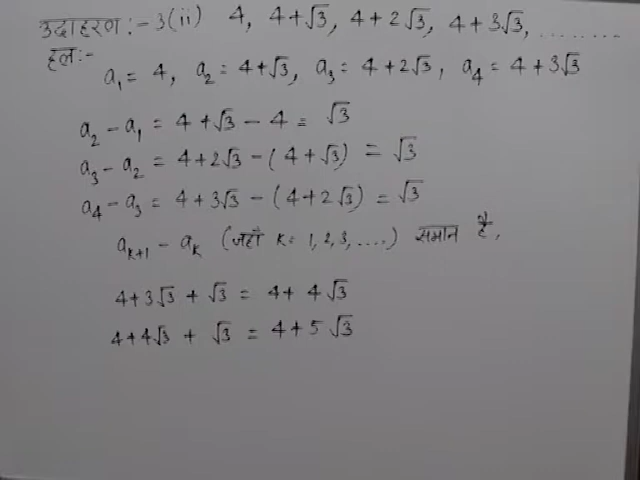 उदाहरण :- 3(ii) 4, 4+√3, 4+2√3, 4+3√3, .........
हल:-
a₁ = 4, a₂ = 4+√3, a₃ = 4+2√3, a₄ = 4+3√3
a₂ - a₁ = 4+√3 - 4 = √3
a₃ - a₂ = 4+2√3 - (4+√3) = √3
a₄ - a₃ = 4+3√3 - (4+2√3) = √3
aₖ₊₁ - aₖ (जहाँ K = 1, 2, 3, ....) समान है,
4+3√3 + √3 = 4+ 4√3
4+4√3 + √3 = 4+5√3